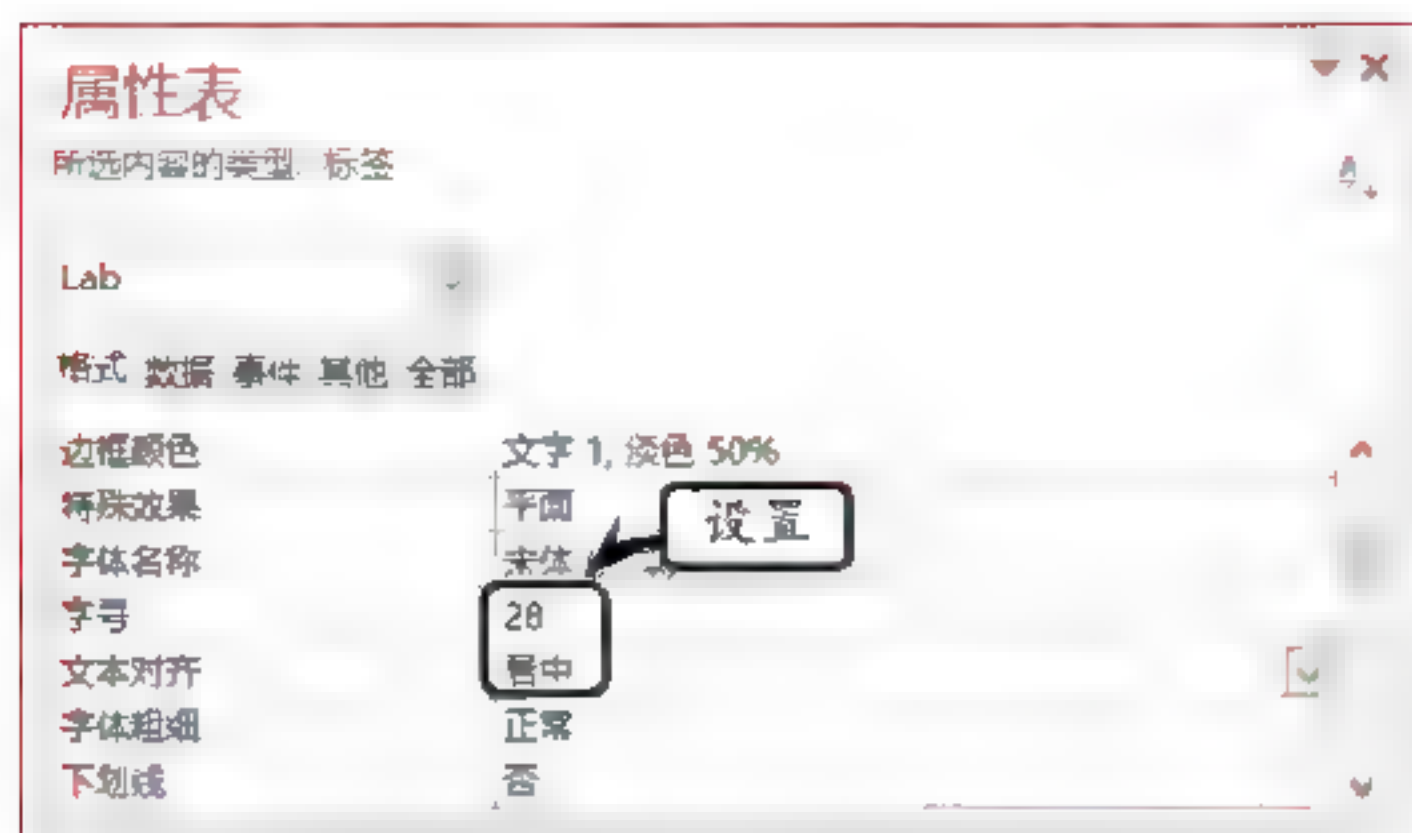 属性表
所选内容的类型: 标签
Lab
格式 数据 事件 其他 全部
边框颜色 文字 1, 淡色 50%
特殊效果 平面
设置
字体名称 宋体
字号 28
文本对齐 居中
字体粗细 正常
下划线 否